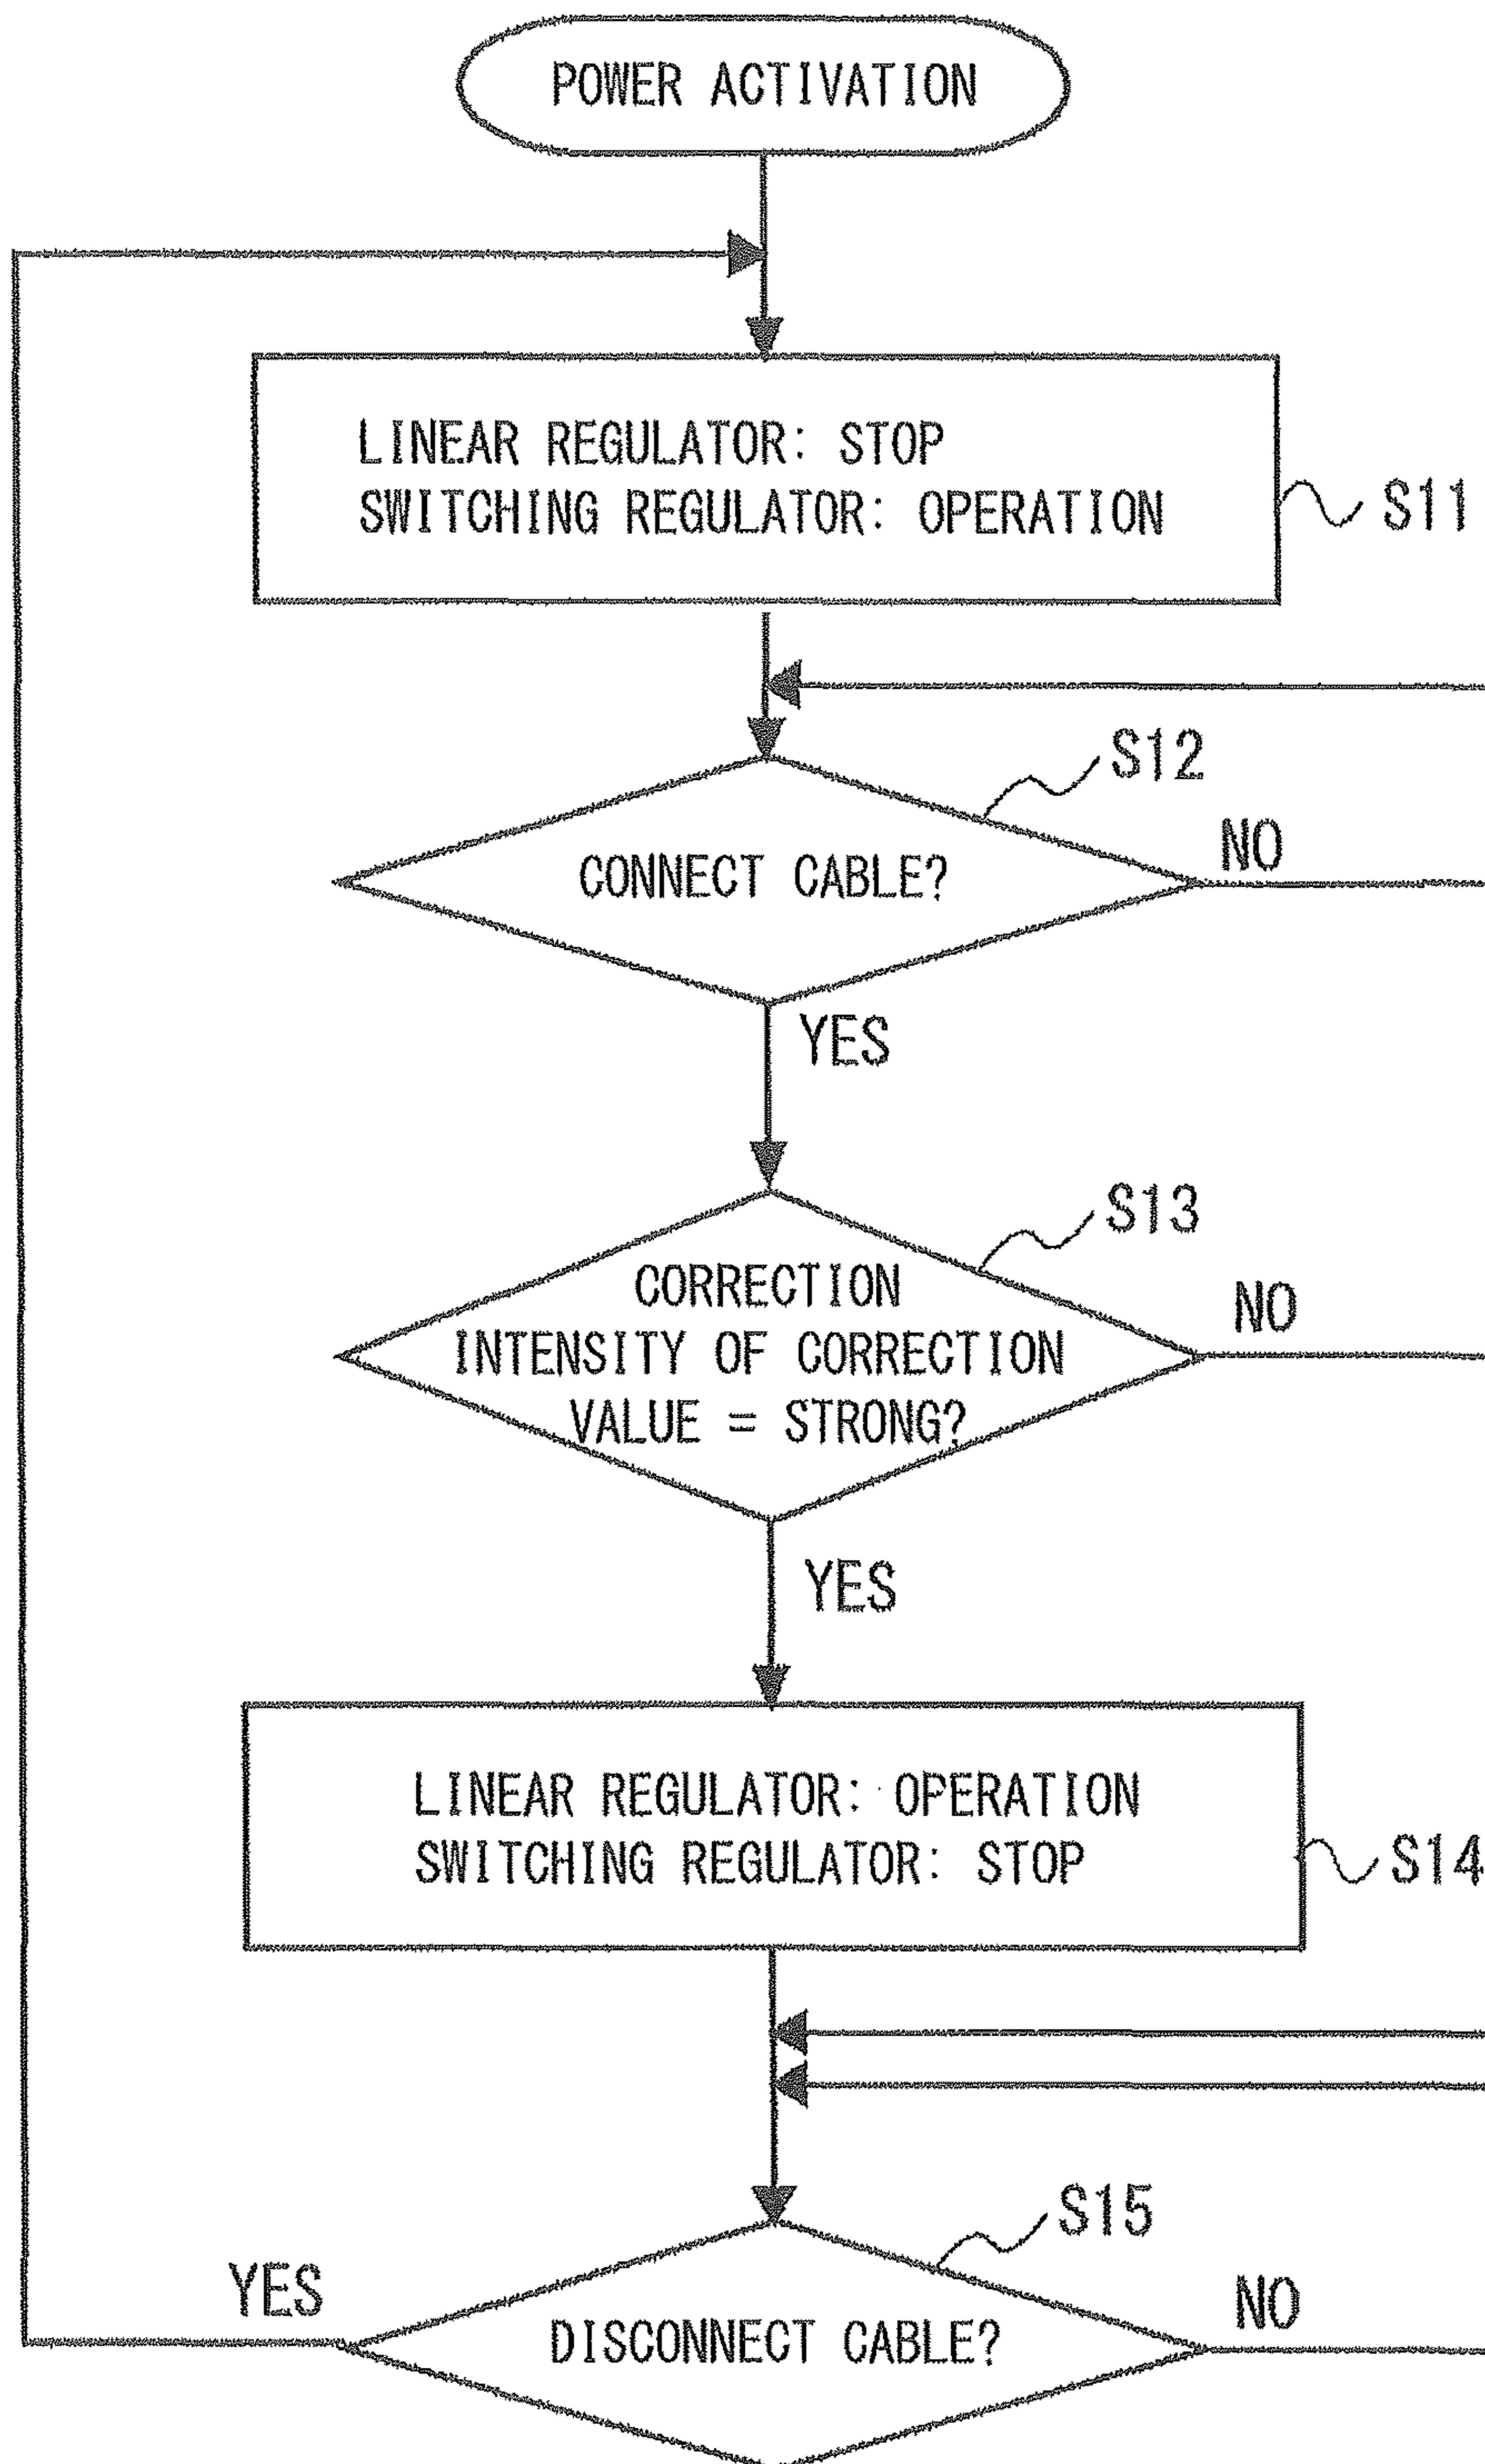 POWER ACTIVATION
LINEAR REGULATOR: STOP
SWITCHING REGULATOR: OPERATION
S11
S12
CONNECT CABLE?
NO
YES
S13
CORRECTION
INTENSITY OF CORRECTION
VALUE = STRONG?
NO
YES
LINEAR REGULATOR: OPERATION
SWITCHING REGULATOR: STOP
S14
S15
YES
DISCONNECT CABLE?
NO